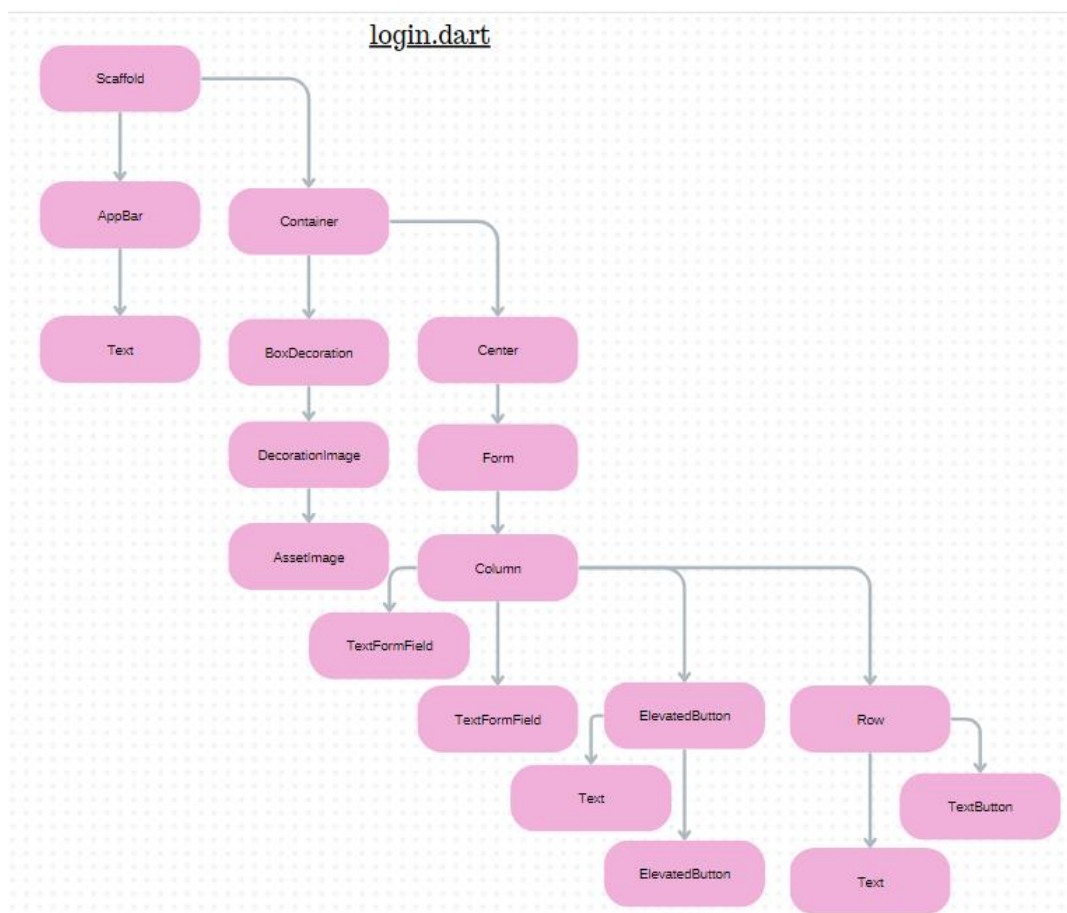 login.dart
Scaffold
AppBar
Container
Text
BoxDecoration
Center
DecorationImage
Form
AssetImage
Column
TextFormField
TextFormField
ElevatedButton
Row
Text
TextButton
ElevatedButton
Text